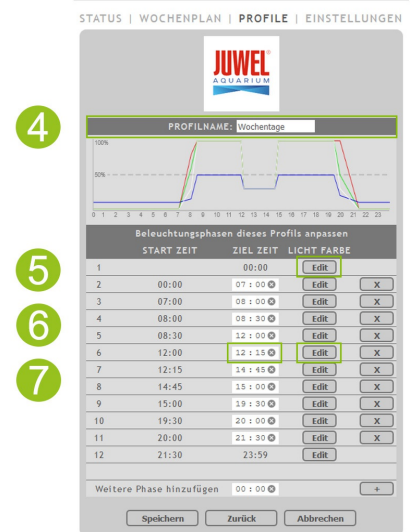 STATUS | WOCHENPLAN | PROFILE | EINSTELLUNGEN
JUWEL®
AQUARIUM
4
PROFILNAME: Wochentage
100%
50%
0 1 2 3 4 5 6 7 8 9 10 11 12 13 14 15 16 17 18 19 20 21 22 23
Beleuchtungsphasen dieses Profils anpassen
START ZEIT ZIEL ZEIT LICHT FARBE
5
1 00:00 Edit
2 00:00 07 : 00 Edit X
3 07:00 08 : 00 Edit X
6
4 08:00 08 : 30 Edit X
5 08:30 12 : 00 Edit X
6 12:00 12 : 15 Edit X
7
7 12:15 14 : 45 Edit X
8 14:45 15 : 00 Edit X
9 15:00 19 : 30 Edit X
10 19:30 20 : 00 Edit X
11 20:00 21 : 30 Edit X
12 21:30 23:59 Edit
Weitere Phase hinzufügen 00 : 00 +
Speichern Zurück Abbrechen